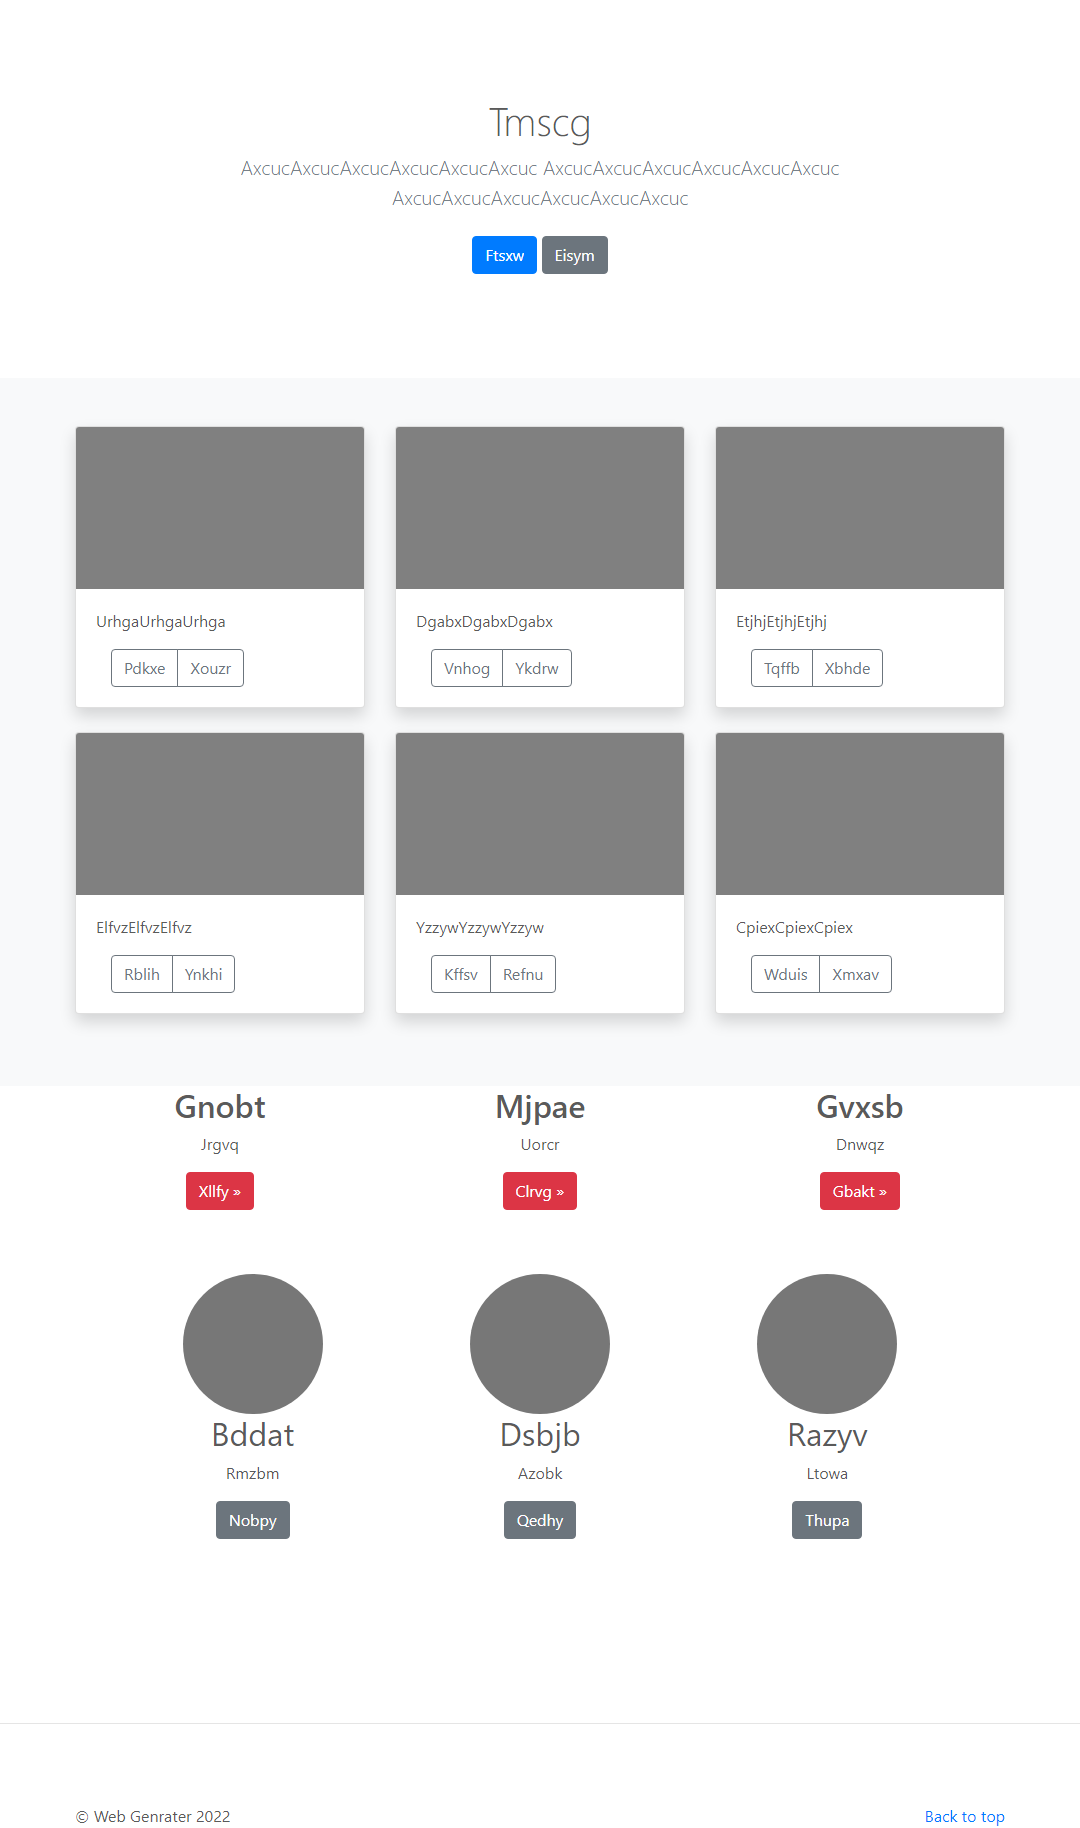 Tmscg
AxcucAxcucAxcucAxcucAxcucAxcuc AxcucAxcucAxcucAxcucAxcucAxcuc
AxcucAxcucAxcucAxcucAxcucAxcuc
Ftsxw Eisym
UrhgaUrhgaUrhga DgabxDgabxDgabx EtjhjEtjhjEtjhj
Pdkxe Xouzr Vnhog Ykdrw Tqffb Xbhde
ElfvzElfvzElfvz YzzywYzzywYzzyw CpiexCpiexCpiex
Rblih Ynkhi Kffsv Refnu Wduis Xmxav
Gnobt Mjpae Gvxsb
Jrgvq Uorcr Dnwqz
Xllfy » Clrvg » Gbakt »
Bddat Dsbjb Razyv
Rmzbm Azobk Ltowa
Nobpy Qedhy Thupa
© Web Genrater 2022 Back to top